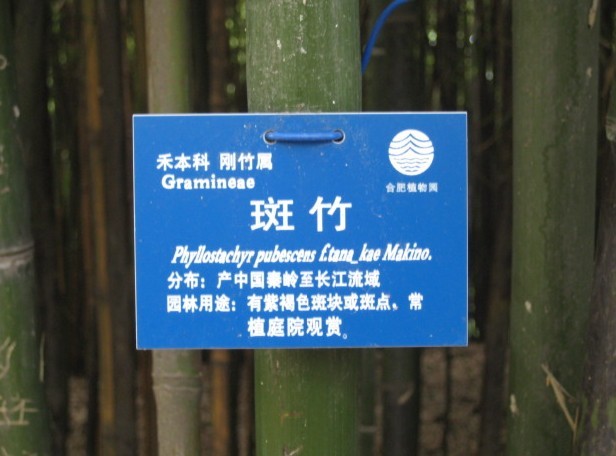 禾本科 刚竹属
Gramineae
合肥植物园
斑竹
Phyllostachyr pubescens f.tana_kae Makino.
分布：产中国秦岭至长江流域
园林用途：有紫褐色斑块或斑点、常
植庭院观赏。